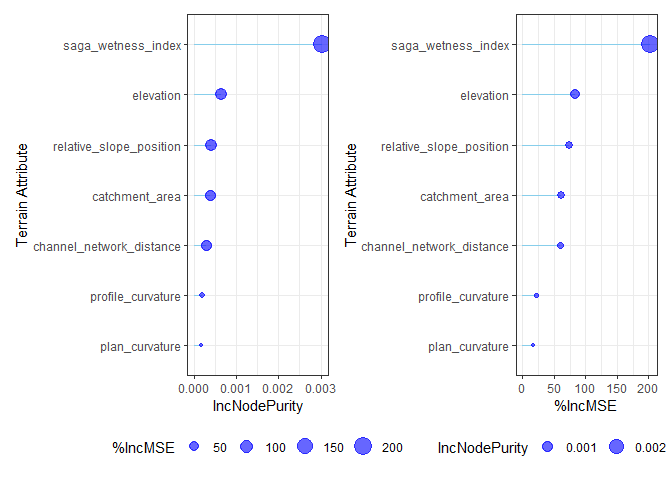 Terrain Attribute
saga_wetness_index
elevation
relative_slope_position
catchment_area
channel_network_distance
profile_curvature
plan_curvature
0.000 0.001 0.002 0.003
IncNodePurity
Terrain Attribute
saga_wetness_index
elevation
relative_slope_position
catchment_area
channel_network_distance
profile_curvature
plan_curvature
0 50 100 150 200
%IncMSE
%IncMSE 50 100 150 200
IncNodePurity 0.001 0.002